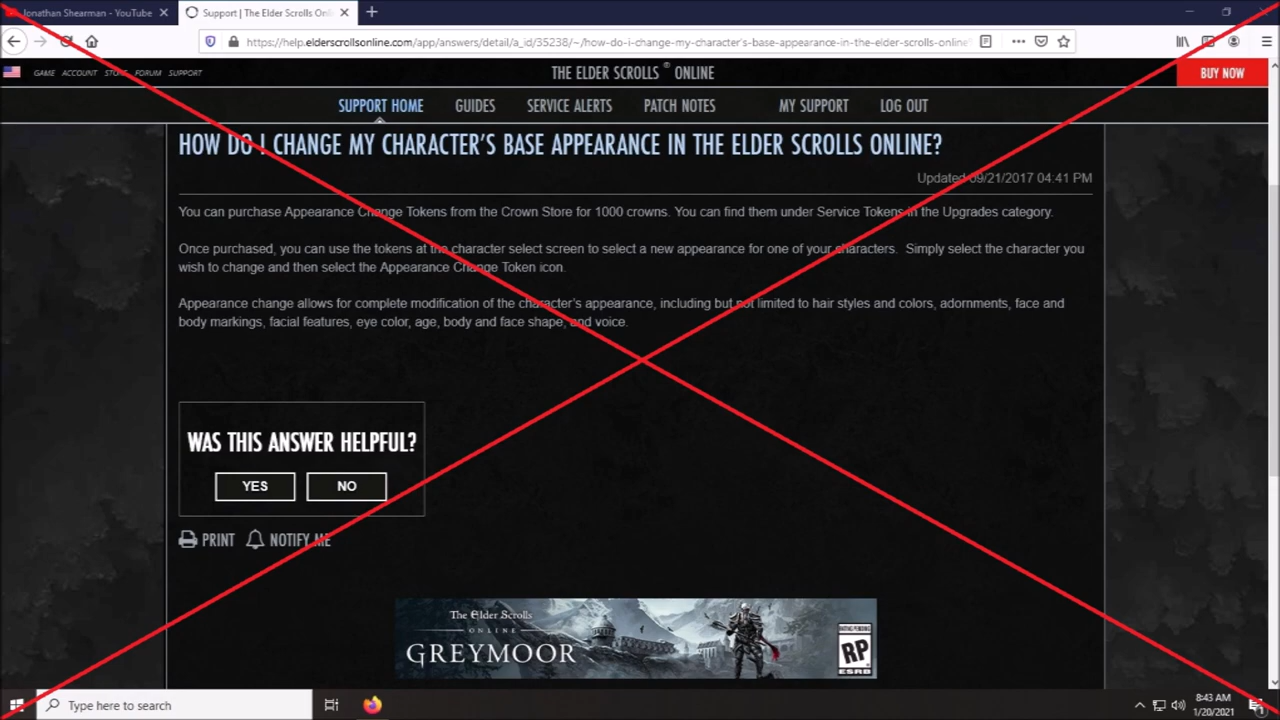 Jonathan Shearman - YouTube
Support | The Elder Scrolls Onli
https://help.elderscrollsonline.com/app/answers/detail/a_id/35238/~/how-do-i-change-my-character's-base-appearance-in-the-elder-scrolls-online%
GAME ACCOUNT STORE FORUM SUPPORT
THE ELDER SCROLLS ® ONLINE
BUY NOW
SUPPORT HOME GUIDES SERVICE ALERTS PATCH NOTES MY SUPPORT LOG OUT
HOW DO I CHANGE MY CHARACTER'S BASE APPEARANCE IN THE ELDER SCROLLS ONLINE?
Updated 09/21/2017 04:41 PM
You can purchase Appearance Change Tokens from the Crown Store for 1000 crowns. You can find them under Service Tokens in the Upgrades category.
Once purchased, you can use the tokens at the character select screen to select a new appearance for one of your characters. Simply select the character you
wish to change and then select the Appearance Change Token icon.
Appearance change allows for complete modification of the character's appearance, including but not limited to hair styles and colors, adornments, face and
body markings, facial features, eye color, age, body and face shape, and voice.
WAS THIS ANSWER HELPFUL?
YES NO
PRINT NOTIFY ME
The Elder Scrolls
ONLINE
GREYMOOR
RATING PENDING
RP
ESRB
Type here to search
8:43 AM
1/20/2021
1